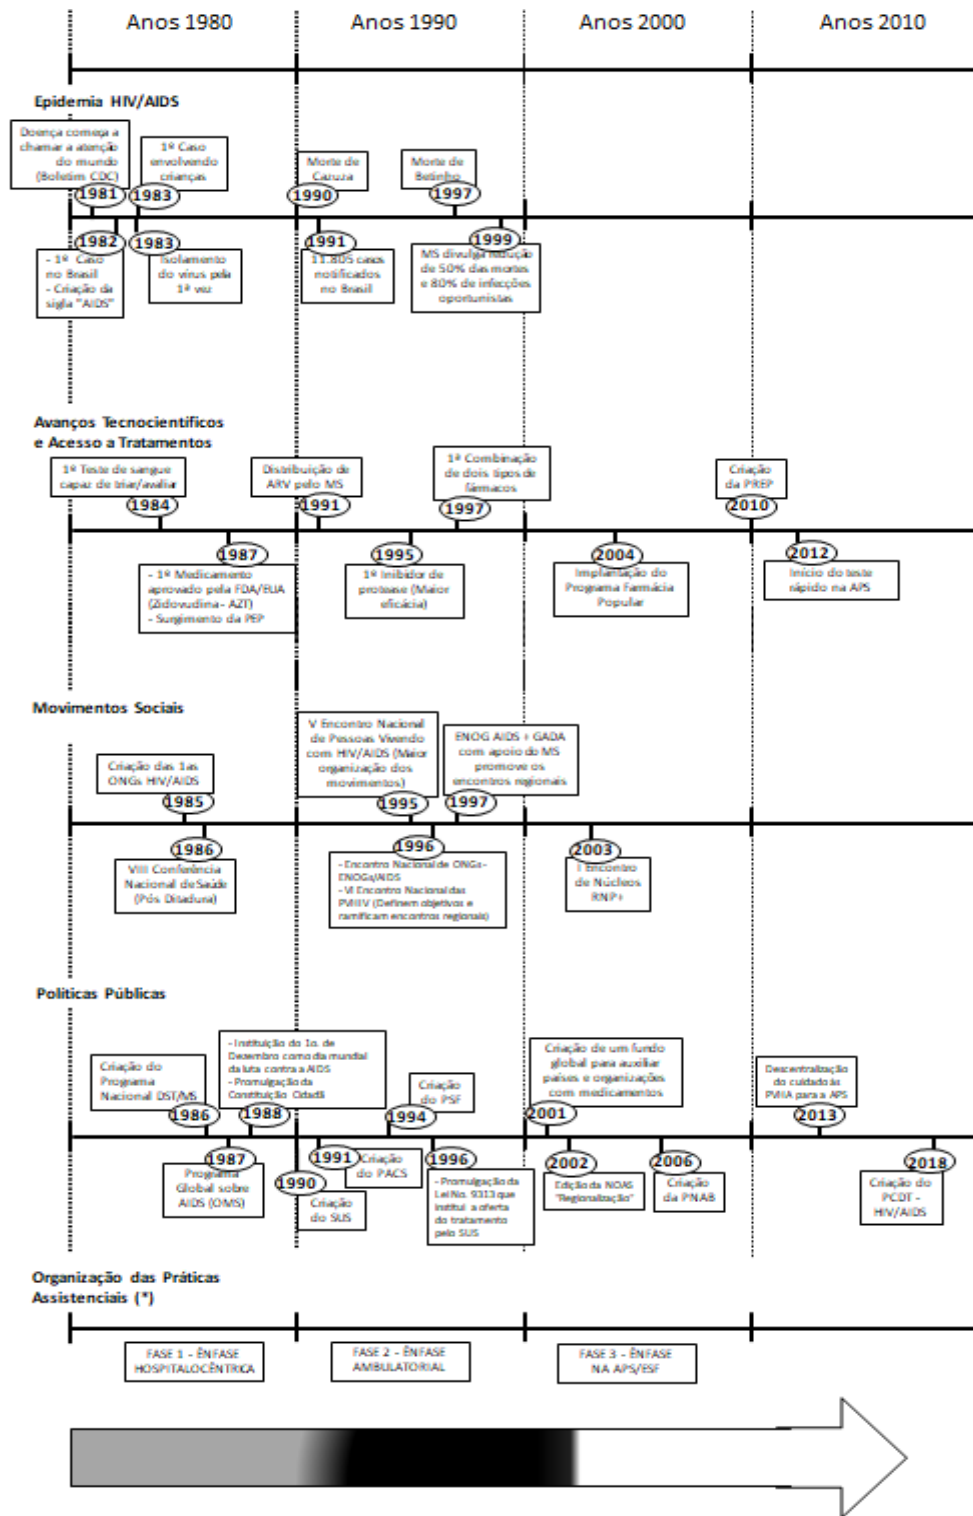 Anos 1980
Anos 1990
Anos 2000
Anos 2010
Epidemia HIV/AIDS
Doença começa a
chamar a atenção
do mundo
(Boletim CDC)
1981
1º Caso
envolvendo
crianças
1983
Morte de
Cazuza
1990
Morte de
Betinho
1997
1982
- 1º Caso
no Brasil
- Criação da
sigla "AIDS"
1983
Isolamento
do vírus pela
1ª vez
1991
11.805 casos
notificados
no Brasil
1999
MS divulga redução
de 50% das mortes
e 80% de infecções
oportunistas
Avanços Tecnocientíficos
e Acesso a Tratamentos
1º Teste de sangue
capaz de triar/avaliar
1984
Distribuição de
ARV pelo MS
1991
1ª Combinação
de dois tipos de
fármacos
1997
Criação
da PREP
2010
1987
- 1º Medicamento
aprovado pela FDA/EUA
(Zidovudina - AZT)
- Surgimento da PEP
1995
1º Inibidor de
protease (Maior
eficácia)
2004
Implantação do
Programa Farmácia
Popular
2012
Início do teste
rápido na APS
Movimentos Sociais
Criação das 1as
ONGs HIV/AIDS
1985
V Encontro Nacional
de Pessoas Vivendo
com HIV/AIDS (Maior
organização dos
movimentos)
1995
ENOG AIDS + GADA
com apoio do MS
promove os
encontros regionais
1997
1986
VIII Conferência
Nacional de Saúde
(Pós Ditadura)
1996
- Encontro Nacional de ONGs -
ENOGs/AIDS
- VI Encontro Nacional das
PVHIV (Definem objetivos e
ramificam encontros regionais)
2003
I Encontro
de Núcleos
RNP+
Políticas Públicas
Criação do
Programa
Nacional DST/MS
1986
- Instituição do 1o. de
Dezembro como dia mundial
da luta contra a AIDS
- Promulgação da
Constituição Cidadã
1988
Criação
do PSF
1994
Criação de um fundo
global para auxiliar
países e organizações
com medicamentos
2001
Descentralização
do cuidado às
PVHA para a APS
2013
1987
Programa
Global sobre
AIDS (OMS)
1990
Criação
do SUS
1991
Criação
do PACS
1996
- Promulgação da
Lei No. 9313 que
institui a oferta
do tratamento
pelo SUS
2002
Edição da NOAS
"Regionalização"
2006
Criação
da PNAB
2018
Criação do
PCDT -
HIV/AIDS
Organização das Práticas
Assistenciais (*)
FASE 1 - ÊNFASE
HOSPITALOCÊNTRICA
FASE 2 - ÊNFASE
AMBULATORIAL
FASE 3 - ÊNFASE
NA APS/ESF